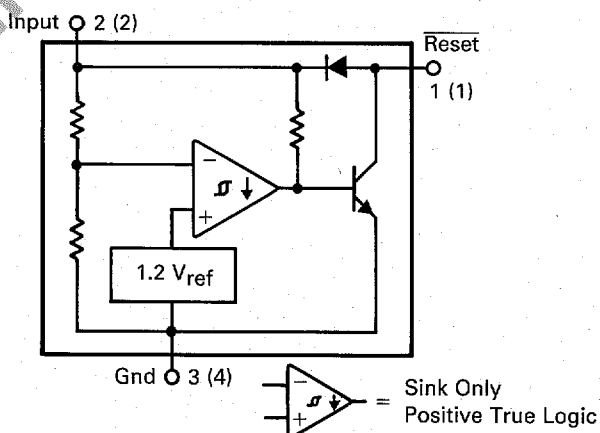 Input 2 (2)
Reset
1 (1)
−
+
1.2 Vref
Gnd 3 (4)
−
+
= Sink Only
Positive True Logic